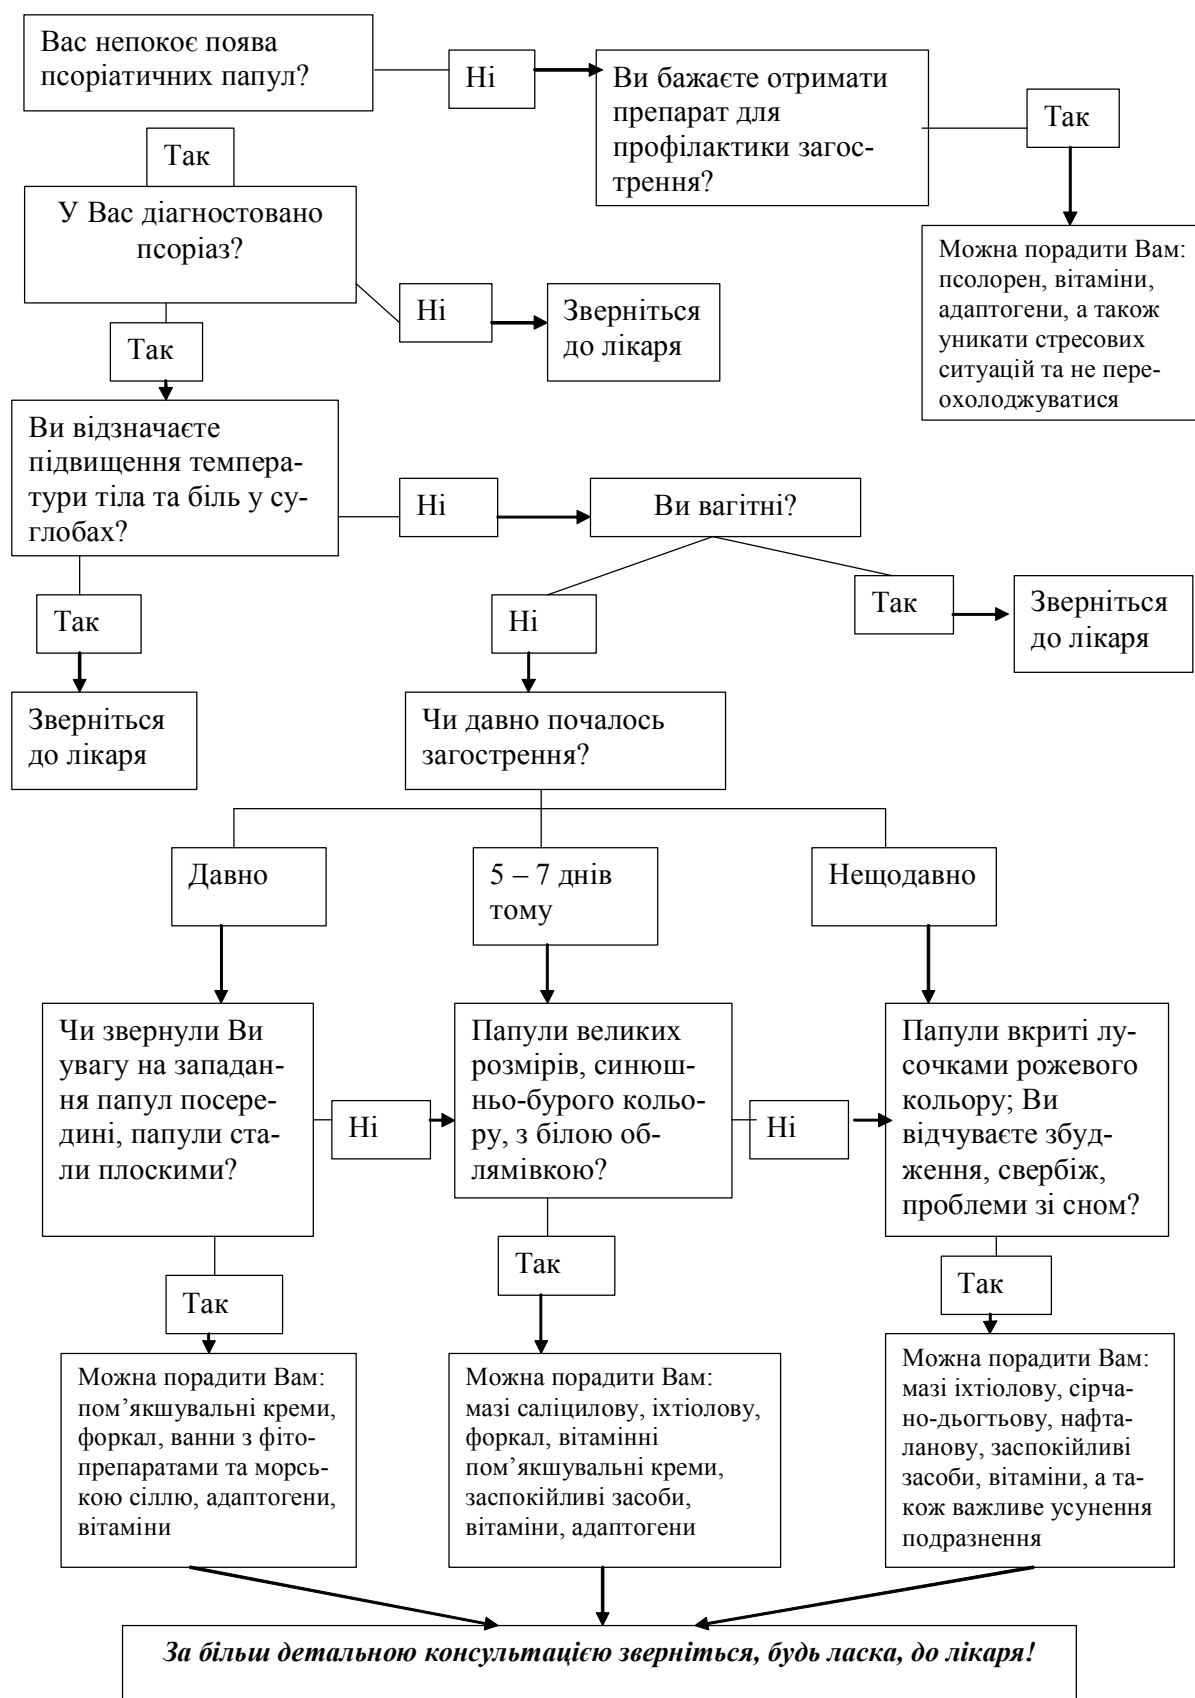 Вас непокоє поява
псоріатичних папул?
Ні
Ви бажаєте отримати
препарат для
профілактики загос-
трення?
Так
Так
У Вас діагностовано
псоріаз?
Можна порадити Вам:
псолорен, вітаміни,
адаптогени, а також
уникати стресових
ситуацій та не пере-
охолоджуватися
Ні
Зверніться
до лікаря
Так
Ви відзначаєте
підвищення темпера-
тури тіла та біль у су-
глобах?
Ні
Ви вагітні?
Так
Ні
Так
Зверніться
до лікаря
Зверніться
до лікаря
Чи давно почалось
загострення?
Давно
5 – 7 днів
тому
Нещодавно
Чи звернули Ви
увагу на западан-
ня папул посере-
дині, папули ста-
ли плоскими?
Ні
Папули великих
розмірів, синюш-
ньо-бурого кольо-
ру, з білою об-
лямівкою?
Ні
Папули вкриті лу-
сочками рожевого
кольору; Ви
відчуваєте збуд-
ження, свербіж,
проблеми зі сном?
Так
Так
Так
Можна порадити Вам:
пом’якшувальні креми,
форкал, ванни з фіто-
препаратами та морсь-
кою сіллю, адаптогени,
вітаміни
Можна порадити Вам:
мазі саліцилову, іхтіолову,
форкал, вітамінні
пом’якшувальні креми,
заспокійливі засоби,
вітаміни, адаптогени
Можна порадити Вам:
мазі іхтіолову, сірча-
но-дьогтьову, нафта-
ланову, заспокійливі
засоби, вітаміни, а та-
кож важливе усунення
подразнення
За більш детальною консультацією зверніться, будь ласка, до лікаря!